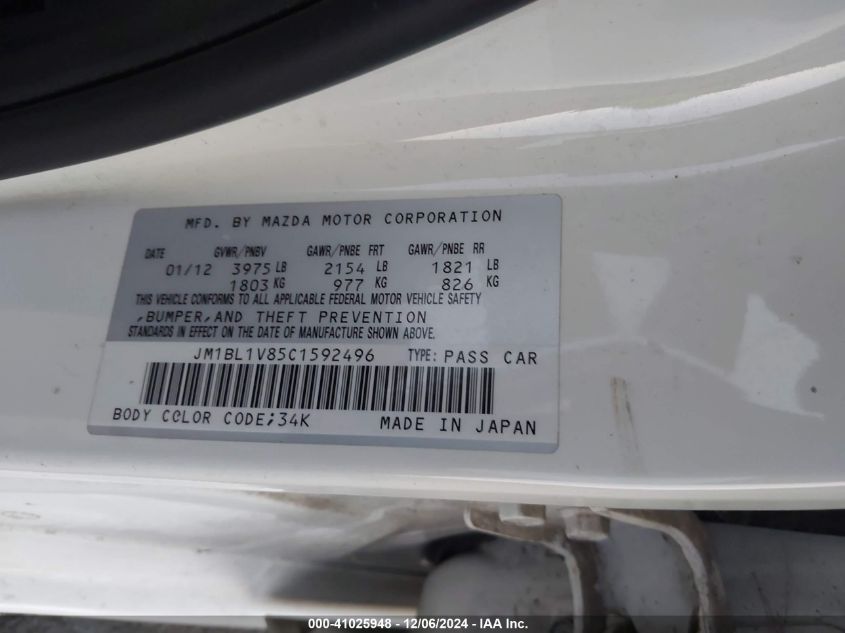 MFD. BY MAZDA MOTOR CORPORATION
DATE GVWR/PNBV GAWR/PNBE FRT GAWR/PNBE RR
01/12 3975 LB 2154 LB 1821 LB
1803 KG 977 KG 826 KG
THIS VEHICLE CONFORMS TO ALL APPLICABLE FEDERAL MOTOR VEHICLE SAFETY
,BUMPER,AND THEFT PREVENTION
STANDARDS IN EFFECT ON THE DATE OF MANUFACTURE SHOWN ABOVE.
JM1BL1V85C1592496 TYPE: PASS CAR
BODY COLOR CODE;34K MADE IN JAPAN
000-41025948 - 12/06/2024 - IAA Inc.